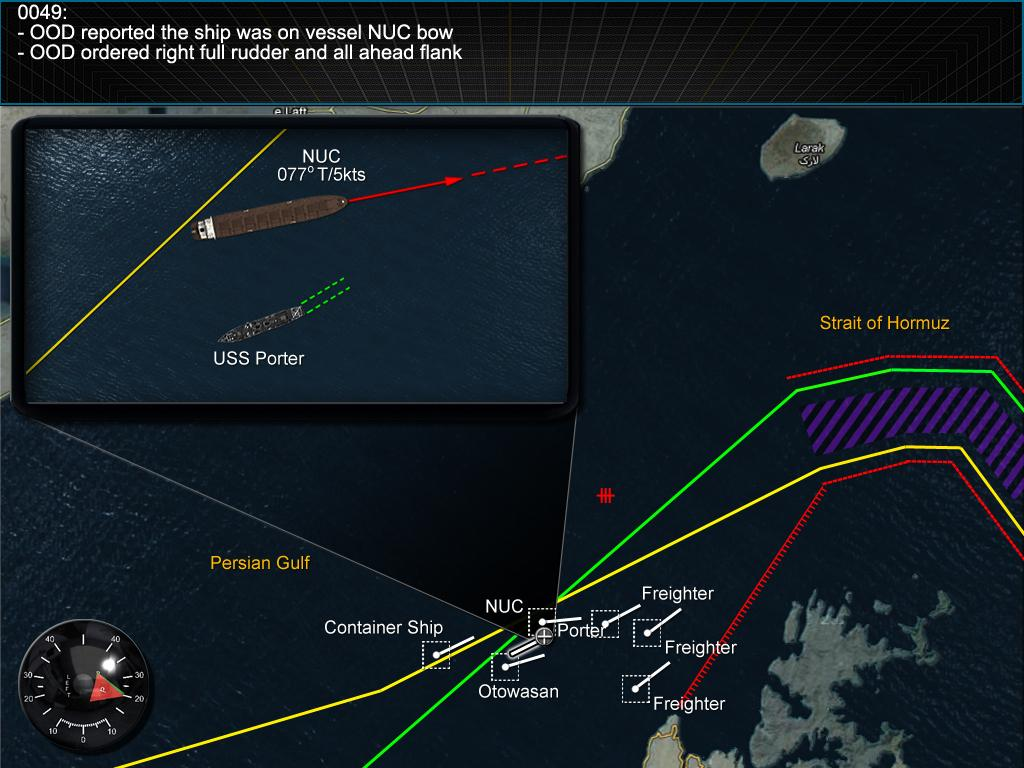 0049:
- OOD reported the ship was on vessel NUC bow
- OOD ordered right full rudder and all ahead flank
e Laft
Larak
لارک
NUC
077° T/5kts
USS Porter
Strait of Hormuz
Persian Gulf
NUC
Freighter
Container Ship
Porter
Freighter
Otowasan
Freighter
40 40
30 30
20 20
10 10
0
LEFT